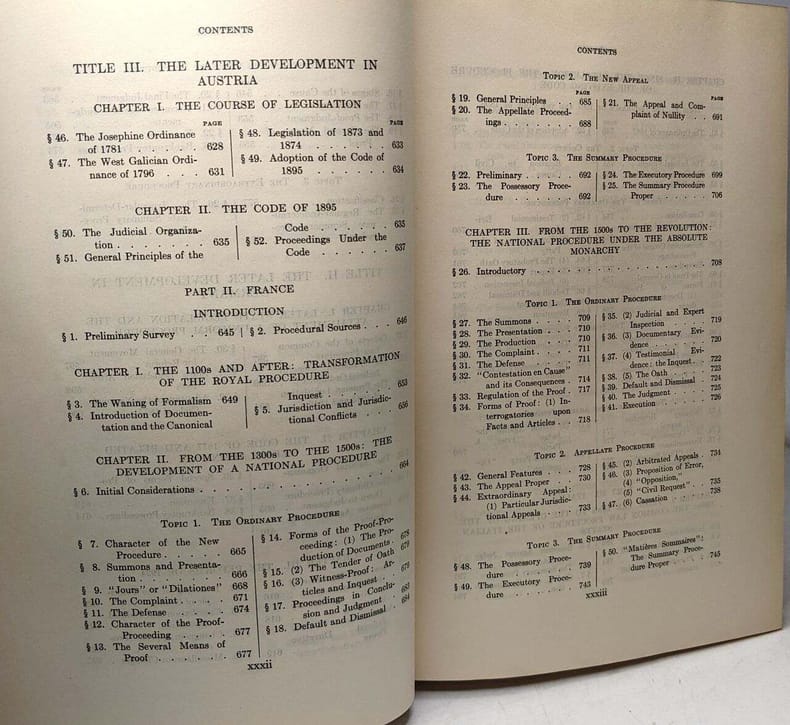 CONTENTS
TITLE III. THE LATER DEVELOPMENT IN
AUSTRIA
CHAPTER I. THE COURSE OF LEGISLATION
PAGE
§ 46. The Josephine Ordinance
of 1781 . . . . . 628
§ 47. The West Galician Ordi-
nance of 1796 . . . 631
PAGE
§ 48. Legislation of 1873 and
1874 . . . . . . 633
§ 49. Adoption of the Code of
1895 . . . . . . 634
CHAPTER II. THE CODE OF 1895
§ 50. The Judicial Organiza-
tion . . . . . . . 635
§ 51. General Principles of the
Code . . . . . . 635
§ 52. Proceedings Under the
Code . . . . . . 637
PART II. FRANCE
INTRODUCTION
§ 1. Preliminary Survey . . 645
§ 2. Procedural Sources . . . 646
CHAPTER I. THE 1100s AND AFTER: TRANSFORMATION
OF THE ROYAL PROCEDURE
§ 3. The Waning of Formalism 649
§ 4. Introduction of Documen-
tation and the Canonical
Inquest . . . . . 653
§ 5. Jurisdiction and Jurisdic-
tional Conflicts . . . 656
CHAPTER II. FROM THE 1300s TO THE 1500s: THE
DEVELOPMENT OF A NATIONAL PROCEDURE
§ 6. Initial Considerations . . . . . . . . . . . . . . 664
TOPIC 1. THE ORDINARY PROCEDURE
§ 7. Character of the New
Procedure . . . . . 665
§ 8. Summons and Presenta-
tion . . . . . . . 666
§ 9. "Jours" or "Dilationes" 668
§ 10. The Complaint . . . . 671
§ 11. The Defense . . . . . 674
§ 12. Character of the Proof-
Proceeding . . . . 677
§ 13. The Several Means of
Proof . . . . . . 677
§ 14. Forms of the Proof-Pro-
ceeding: (1) The Pro-
duction of Documents. 678
§ 15. (2) The Tender of Oath 679
§ 16. (3) Witness-Proof: Ar-
ticles and Inquest . . 679
§ 17. Proceedings in Conclu-
sion and Judgment . . 683
§ 18. Default and Dismissal . 684
xxxii
CONTENTS
TOPIC 2. THE NEW APPEAL
PAGE
§ 19. General Principles . . . 685
§ 20. The Appellate Proceed-
ings . . . . . . . 688
PAGE
§ 21. The Appeal and Com-
plaint of Nullity . . 691
TOPIC 3. THE SUMMARY PROCEDURE
§ 22. Preliminary . . . . . 692
§ 23. The Possessory Proce-
dure . . . . . . . 692
§ 24. The Executory Procedure 699
§ 25. The Summary Procedure
Proper . . . . . . 706
CHAPTER III. FROM THE 1500s TO THE REVOLUTION:
THE NATIONAL PROCEDURE UNDER THE ABSOLUTE
MONARCHY
§ 26. Introductory . . . . . . . . . . . . . . . . 708
TOPIC 1. THE ORDINARY PROCEDURE
§ 27. The Summons . . . . 709
§ 28. The Presentation . . . 710
§ 29. The Production . . . . 710
§ 30. The Complaint . . . . 711
§ 31. The Defense . . . . . 711
§ 32. "Contestation en Cause"
and its Consequences . 714
§ 33. Regulation of the Proof . 717
§ 34. Forms of Proof: (1) In-
terrogatories upon
Facts and Articles . . 718
§ 35. (2) Judicial and Expert
Inspection . . . . . 719
§ 36. (3) Documentary Evi-
dence . . . . . . 720
§ 37. (4) Testimonial Evi-
dence: the Inquest . . 722
§ 38. (5) The Oath . . . . 723
§ 39. Default and Dismissal . 724
§ 40. The Judgment . . . . 725
§ 41. Execution . . . . . . 726
TOPIC 2. APPELLATE PROCEDURE
§ 42. General Features . . . 728
§ 43. The Appeal Proper . . 730
§ 44. Extraordinary Appeal:
(1) Particular Jurisdic-
tional Appeals . . . 733
§ 45. (2) Arbitrated Appeals . 734
§ 46. (3) Proposition of Error,
(4) "Opposition,"
(5) "Civil Request" . . 735
§ 47. (6) Cassation . . . . 738
TOPIC 3. THE SUMMARY PROCEDURE
§ 48. The Possessory Proce-
dure . . . . . . . 739
§ 49. The Executory Proce-
dure . . . . . . . 743
§ 50. "Matières Sommaires":
The Summary Proce-
dure Proper . . . . 745
xxxiii